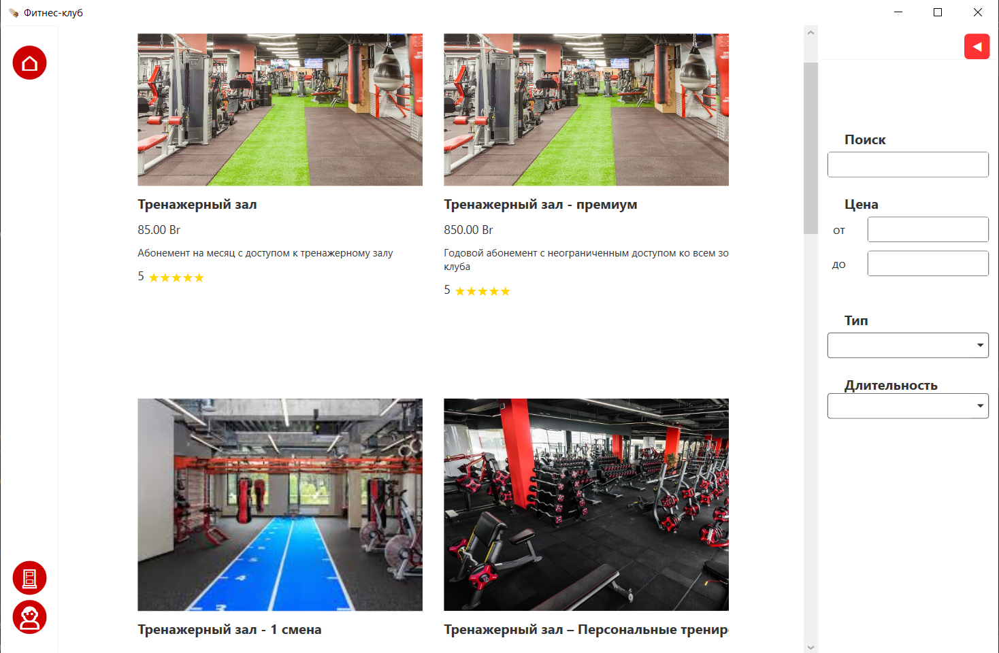 Фитнес-клуб
Тренажерный зал
85.00 Br
Абонемент на месяц с доступом к тренажерному залу
5 ★★★★★
Тренажерный зал - премиум
850.00 Br
Годовой абонемент с неограниченным доступом ко всем зо
клуба
5 ★★★★★
Тренажерный зал - 1 смена
Тренажерный зал – Персональные тренир
Поиск
Цена
от
до
Тип
Длительность